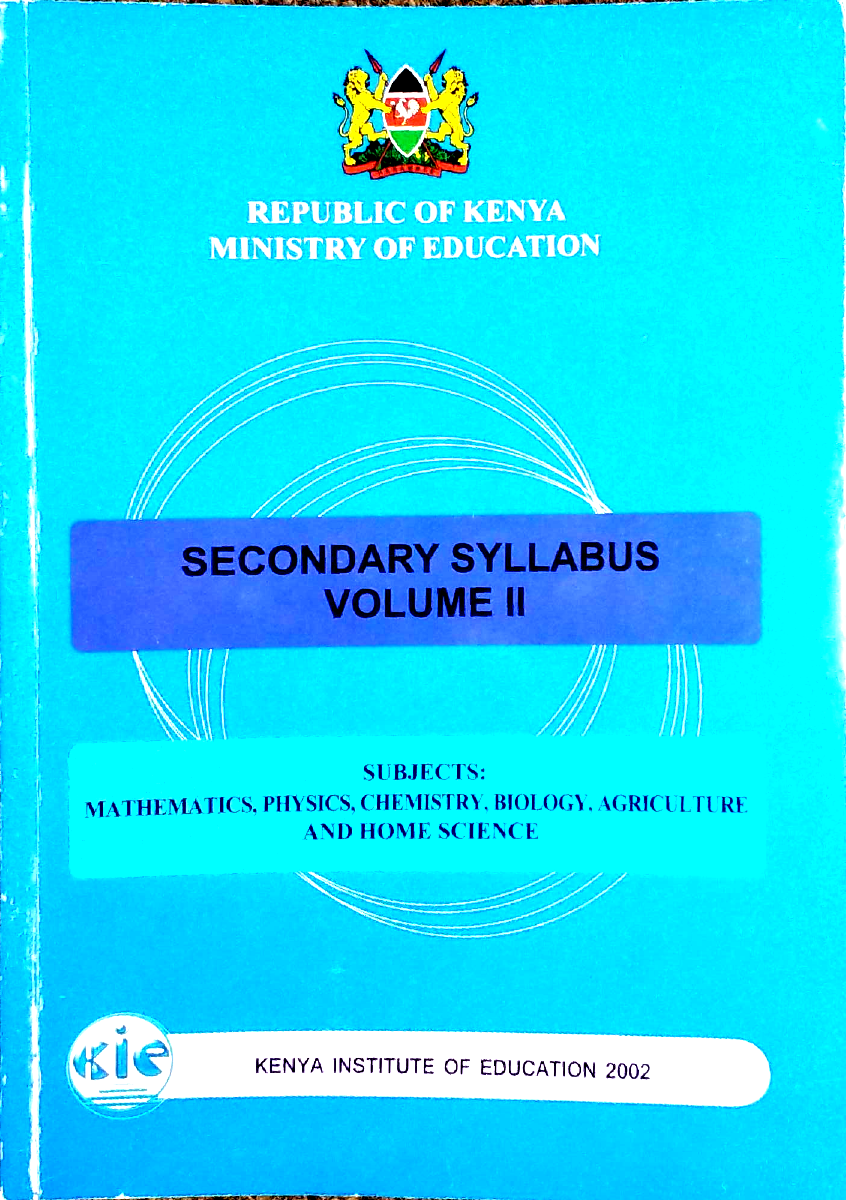 REPUBLIC OF KENYA
MINISTRY OF EDUCATION
SECONDARY SYLLABUS
VOLUME II
SUBJECTS:
MATHEMATICS, PHYSICS, CHEMISTRY, BIOLOGY, AGRICULTURE
AND HOME SCIENCE
kie
KENYA INSTITUTE OF EDUCATION 2002